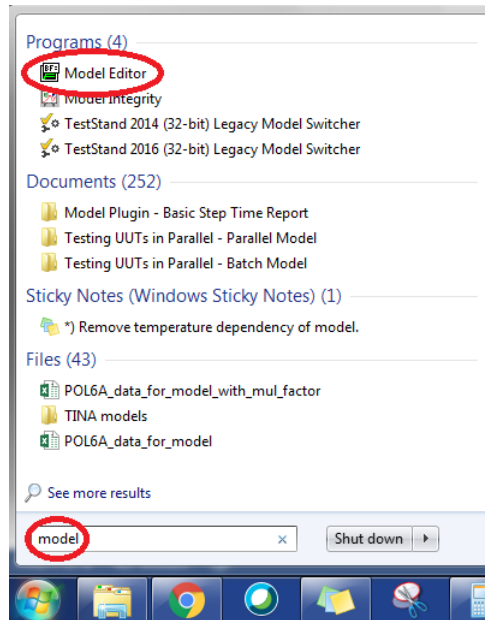 Programs (4)
Model Editor
Model Integrity
TestStand 2014 (32-bit) Legacy Model Switcher
TestStand 2016 (32-bit) Legacy Model Switcher
Documents (252)
Model Plugin - Basic Step Time Report
Testing UUTs in Parallel - Parallel Model
Testing UUTs in Parallel - Batch Model
Sticky Notes (Windows Sticky Notes) (1)
*) Remove temperature dependency of model.
Files (43)
POL6A_data_for_model_with_mul_factor
TINA models
POL6A_data_for_model
See more results
model
Shut down